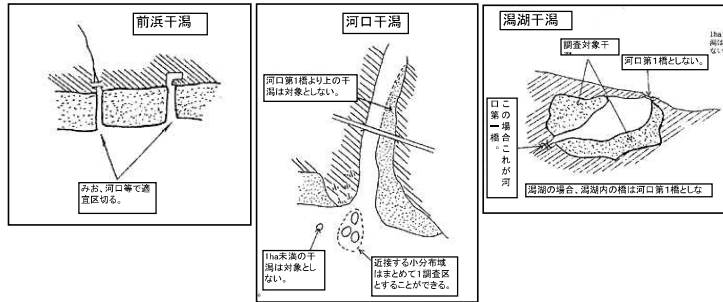 前浜干潟
みお、河口等で適
宜区切る。
河口干潟
河口第1橋より上の干
潟は対象としない。
1ha未満の干
潟は対象とし
ない。
近接する小分布域
はまとめて1調査区
とすることができる。
潟湖干潟
調査対象干
河口第1橋としない。
この場合これが河
口第一橋。
潟湖の場合、潟湖内の橋は河口第1橋としな
1ha
潟は
ない